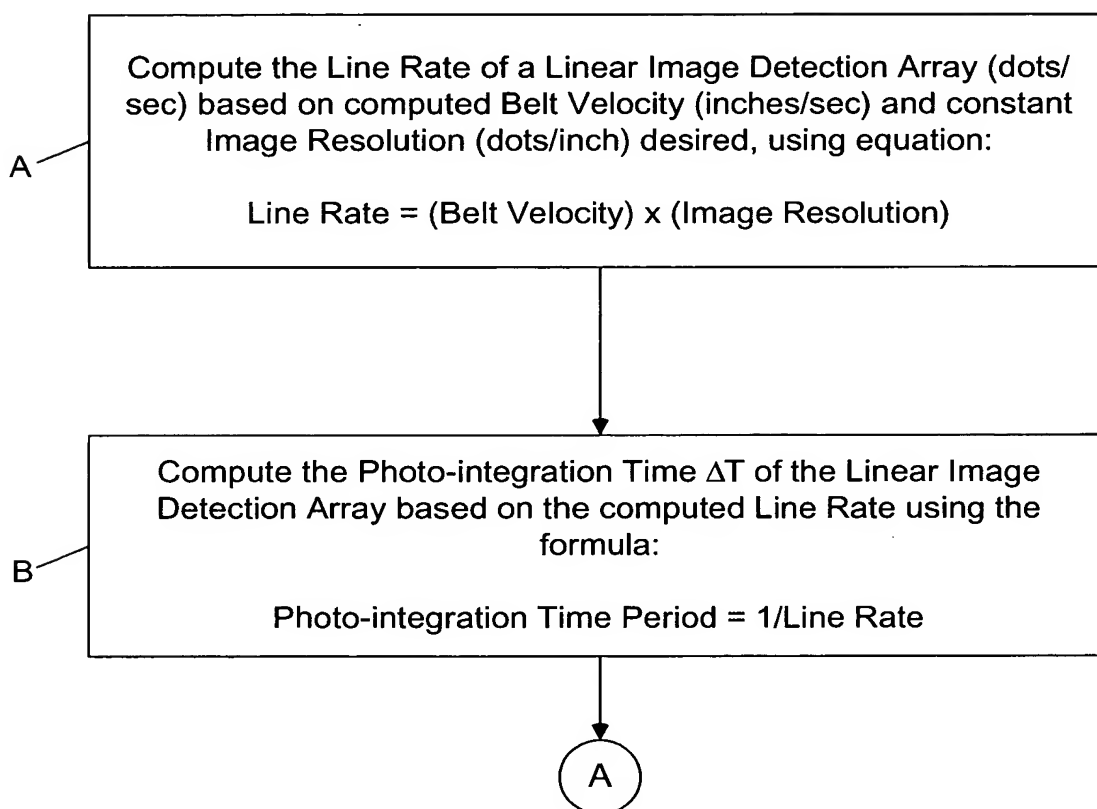 Compute the Line Rate of a Linear Image Detection Array (dots/
sec) based on computed Belt Velocity (inches/sec) and constant
Image Resolution (dots/inch) desired, using equation:
A
Line Rate = (Belt Velocity) x (Image Resolution)
Compute the Photo-integration Time ΔT of the Linear Image
Detection Array based on the computed Line Rate using the
formula:
B
Photo-integration Time Period = 1/Line Rate
A